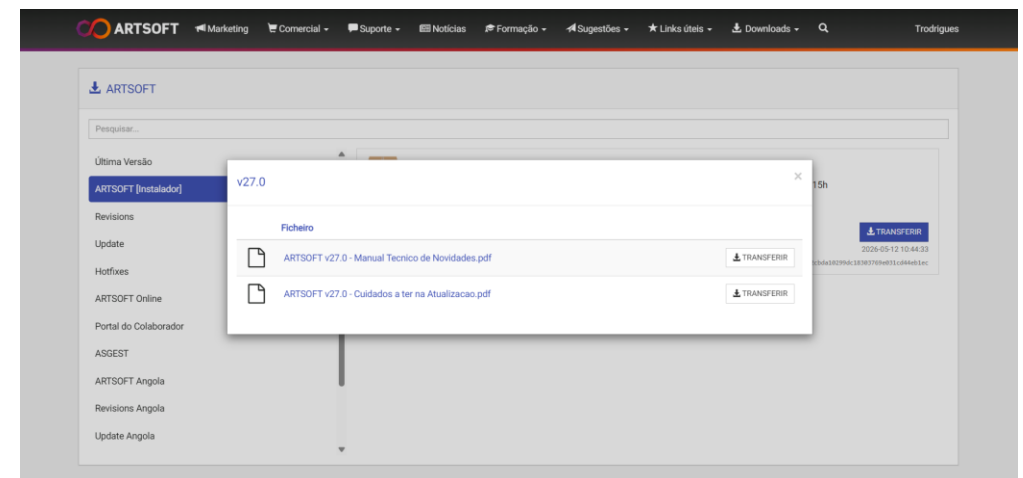 ARTSOFT Marketing Comercial Suporte Notícias Formação Sugestões Links úteis Downloads Trodrigues
ARTSOFT
Pesquisar...
Última Versão
ARTSOFT [Instalador]
Revisions
Update
Hotfixes
ARTSOFT Online
Portal do Colaborador
ASGEST
ARTSOFT Angola
Revisions Angola
Update Angola
v27.0 ×
Ficheiro
ARTSOFT v27.0 - Manual Tecnico de Novidades.pdf TRANSFERIR
ARTSOFT v27.0 - Cuidados a ter na Atualizacao.pdf TRANSFERIR
15h
TRANSFERIR
2026-05-12 10:44:33